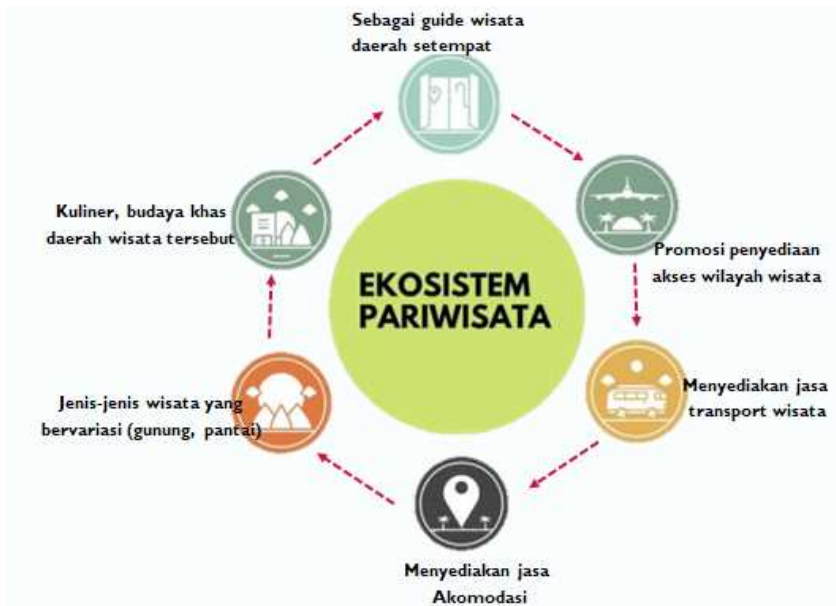 Sebagai guide wisata
daerah setempat
Kuliner, budaya khas
daerah wisata tersebut
Promosi penyediaan
akses wilayah wisata
EKOSISTEM
PARIWISATA
Jenis-jenis wisata yang
bervariasi (gunung, pantai)
Menyediakan jasa
transport wisata
Menyediakan jasa
Akomodasi